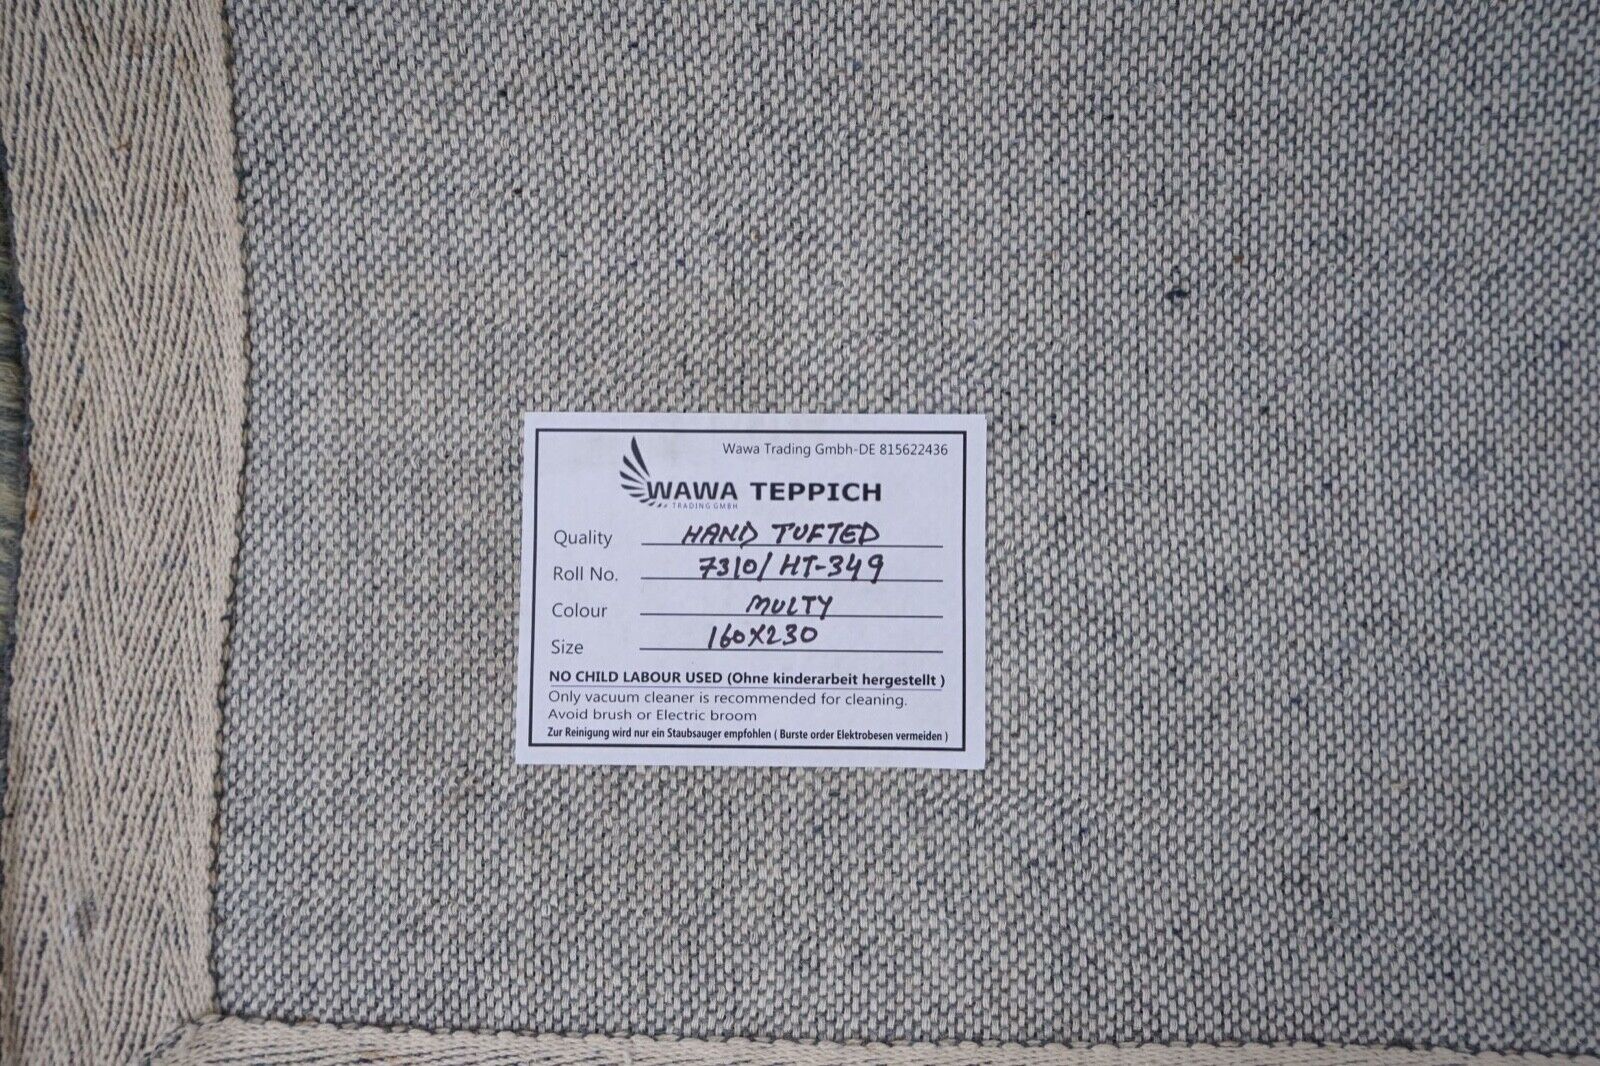 Wawa Trading Gmbh-DE 815622436
WAWA TEPPICH
TRADING GMBH
Quality HAND TUFTED
Roll No. 7310/HT-349
Colour MULTY
Size 160X230
NO CHILD LABOUR USED (Ohne kinderarbeit hergestellt )
Only vacuum cleaner is recommended for cleaning.
Avoid brush or Electric broom
Zur Reinigung wird nur ein Staubsauger empfohlen ( Burste order Elektrobesen vermeiden )